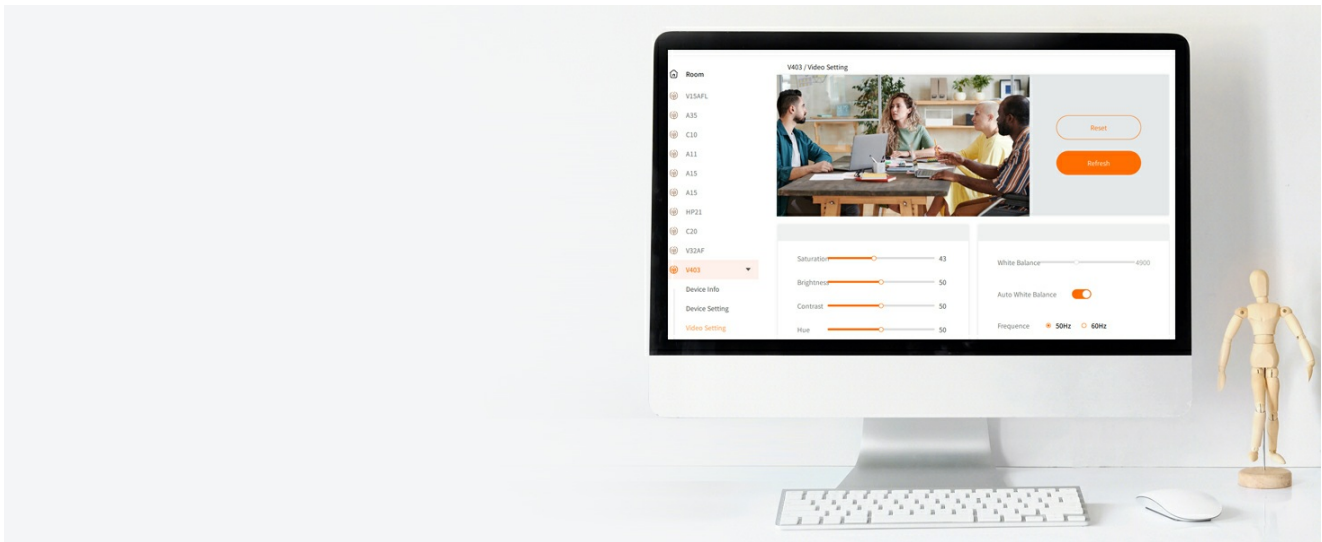 Room
V15AFL
A35
C10
A11
A15
A15
HP21
C20
V32AF
V403
Device Info
Device Setting
Video Setting
V403 / Video Setting
Reset
Refresh
Saturation 43
Brightness 50
Contrast 50
Hue 50
White Balance 4900
Auto White Balance
Frequence 50Hz 60Hz